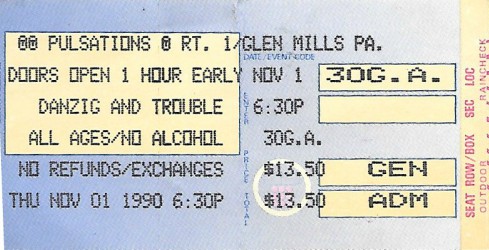 @@ PULSATIONS @ RT. 1/GLEN MILLS PA.
DATE/EVENT CODE
DOORS OPEN 1 HOUR EARLY NOV 1 30G.A.
DANZIG AND TROUBLE ENTER 6:30P
ALL AGES/NO ALCOHOL 30G.A.
NO REFUNDS/EXCHANGES PRICE $13.50 GEN
THU NOV 01 1990 6:30P TOTAL $13.50 ADM
SEAT ROW/BOX SEC LOC
RAINCHECK
OUTDOOR